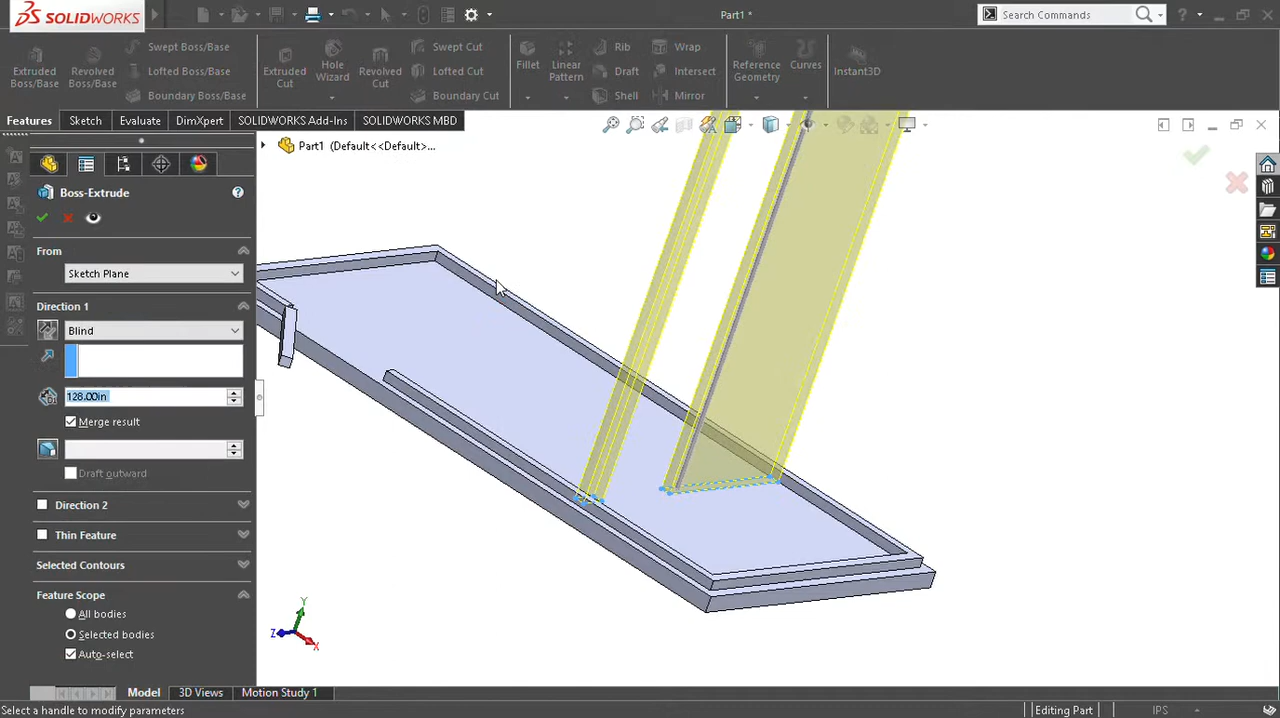 SOLIDWORKS
Part1 *
Search Commands
?
Extruded Boss/Base
Revolved Boss/Base
Swept Boss/Base
Lofted Boss/Base
Boundary Boss/Base
Extruded Cut
Hole Wizard
Revolved Cut
Swept Cut
Lofted Cut
Boundary Cut
Fillet
Linear Pattern
Rib
Draft
Shell
Wrap
Intersect
Mirror
Reference Geometry
Curves
Instant3D
Features
Sketch
Evaluate
DimXpert
SOLIDWORKS Add-Ins
SOLIDWORKS MBD
Part1 (Default<<Default>...
Boss-Extrude
?
From
Sketch Plane
Direction 1
Blind
128.00in
Merge result
Draft outward
Direction 2
Thin Feature
Selected Contours
Feature Scope
All bodies
Selected bodies
Auto-select
Y
Z
X
Model
3D Views
Motion Study 1
Select a handle to modify parameters
Editing Part
IPS